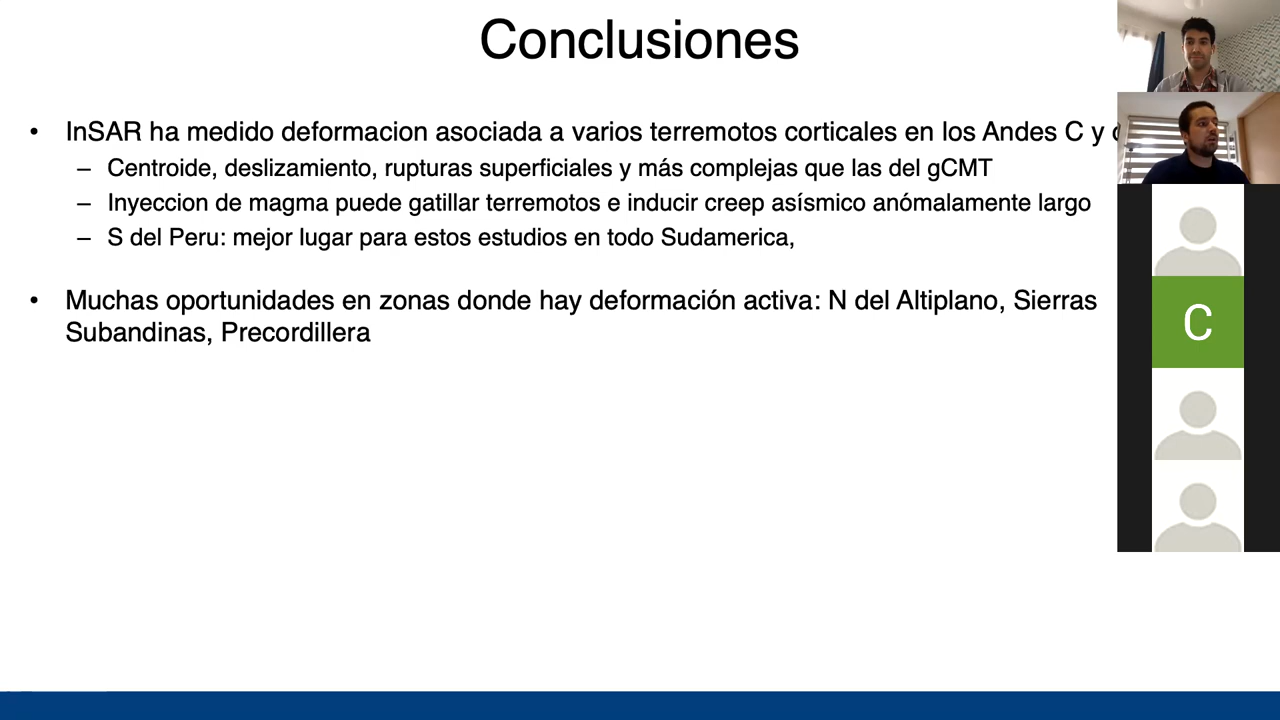 Conclusiones
• InSAR ha medido deformacion asociada a varios terremotos corticales en los Andes C y
– Centroide, deslizamiento, rupturas superficiales y más complejas que las del gCMT
– Inyeccion de magma puede gatillar terremotos e inducir creep asísmico anómalamente largo
– S del Peru: mejor lugar para estos estudios en todo Sudamerica,
• Muchas oportunidades en zonas donde hay deformación activa: N del Altiplano, Sierras
Subandinas, Precordillera
C